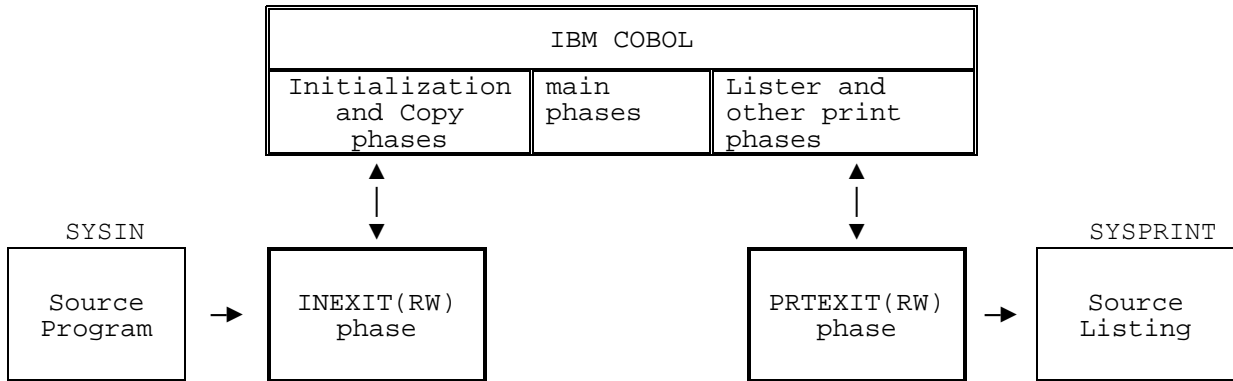 IBM COBOL
Initialization
and Copy
phases
main
phases
Lister and
other print
phases
SYSIN
SYSPRINT
Source
Program
INEXIT(RW)
phase
PRTEXIT(RW)
phase
Source
Listing